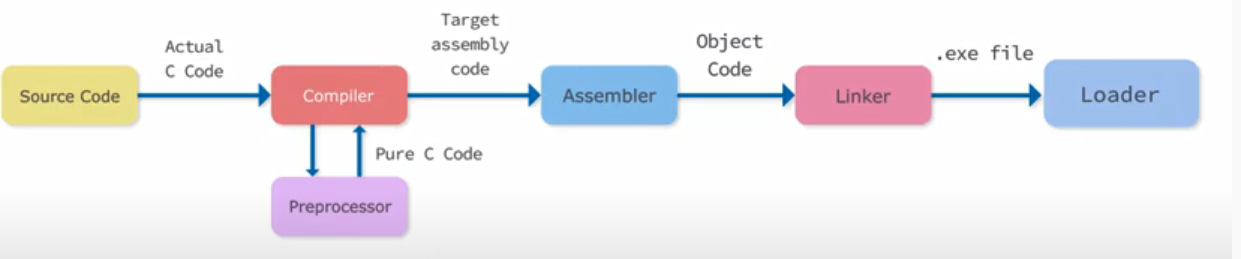 Source Code
Actual
C Code
Compiler
Target
assembly
code
Assembler
Object
Code
Linker
.exe file
Loader
Pure C Code
Preprocessor